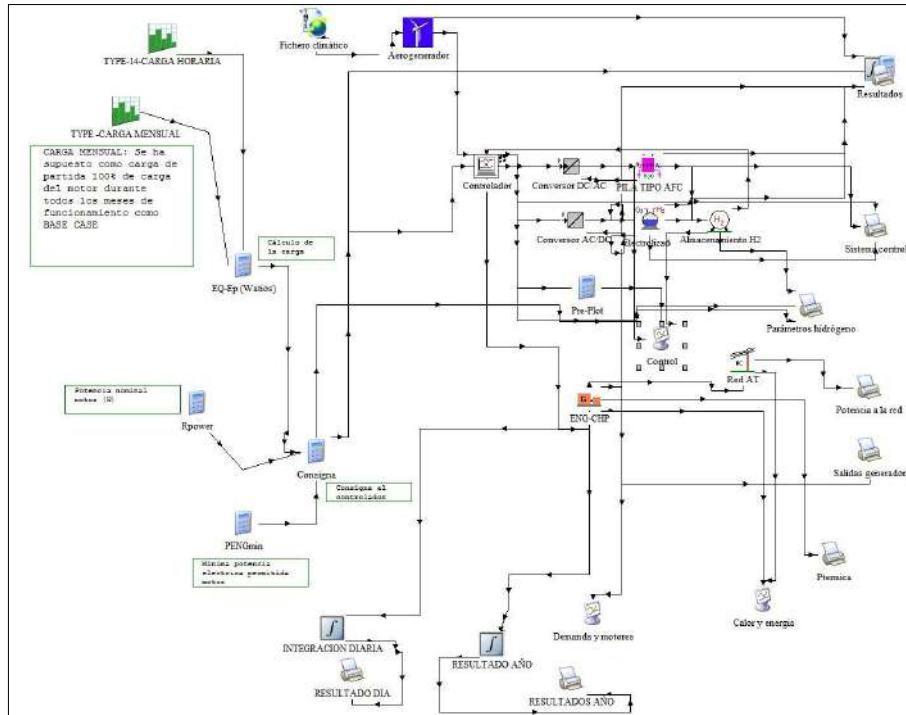 Fichero climático
Aerogenerador
TYPE-14-CARGA HORARIA
Resultados
TYPE -CARGA MENSUAL
CARGA MENSUAL: Se ha
supuesto como carga de
partida 100% de carga
del motor durante
todos los meses de
funcionamiento como
BASE CASE
Controlador
Conversor DC/AC
PILA TIPO AFC
Conversor AC/DC
Almacenamiento H2
Sistema control
Cálculo de
la carga
EQ-Ep (Watios)
Pre-Plot
Control
Parámetros hidrógeno
Red AT
Potencia nominal
Rpower
ENG-CHP
Potencia a la red
Consigna
Consigna al
controlador
Salidas generador
PENGmin
Mínima potencia
eléctrica permitida
motor
Ptermica
INTEGRACION DIARIA
RESULTADO DIA
RESULTADO AÑO
RESULTADOS AÑO
Demanda y motores
Calor y energía